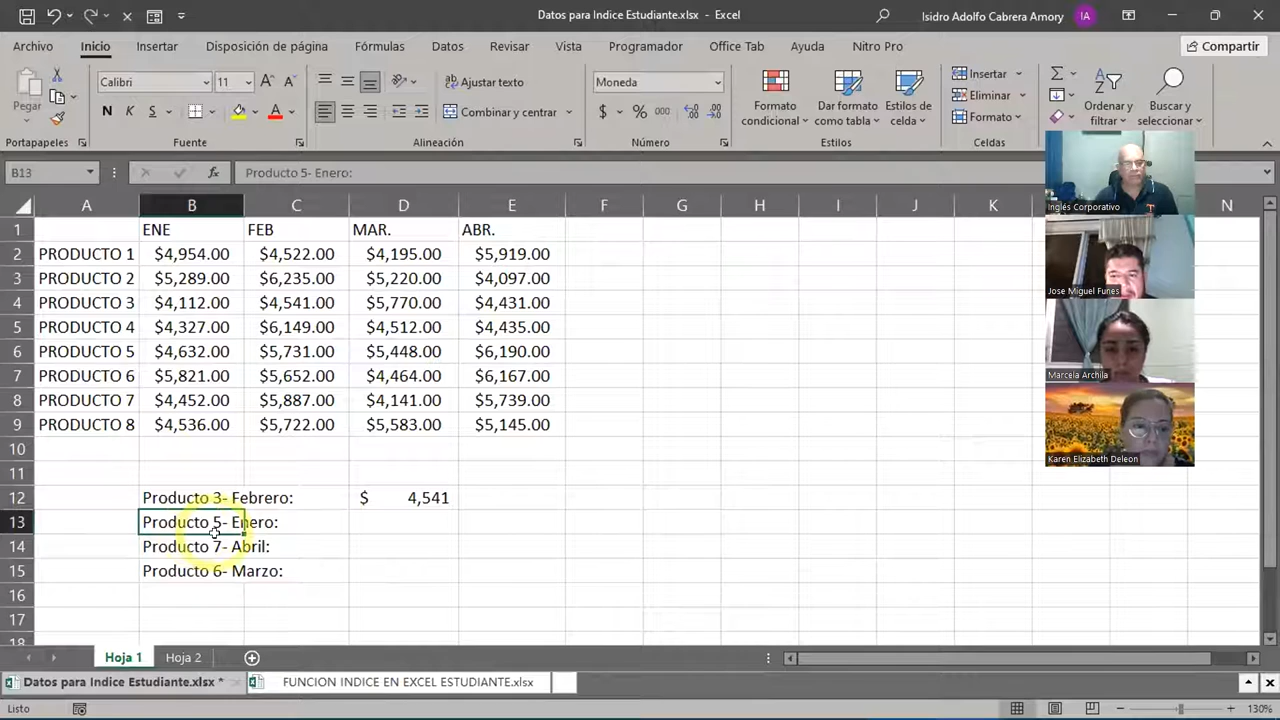 Datos para Indice Estudiante.xlsx - Excel
Isidro Adolfo Cabrera Amory
IA
Archivo Inicio Insertar Disposición de página Fórmulas Datos Revisar Vista Programador Office Tab Ayuda Nitro Pro Compartir
Pegar
Calibri 11
N K S
Ajustar texto
Combinar y centrar
Moneda
$ % 000
Formato condicional
Dar formato como tabla
Estilos de celda
Insertar
Eliminar
Formato
Ordenar y filtrar
Buscar y seleccionar
Portapapeles Fuente Alineación Número Estilos Celdas
B13 fx Producto 5- Enero:
A B C D E F G H I J K N
1 ENE FEB MAR. ABR.
2 PRODUCTO 1 $4,954.00 $4,522.00 $4,195.00 $5,919.00
3 PRODUCTO 2 $5,289.00 $6,235.00 $5,220.00 $4,097.00
4 PRODUCTO 3 $4,112.00 $4,541.00 $5,770.00 $4,431.00
5 PRODUCTO 4 $4,327.00 $6,149.00 $4,512.00 $4,435.00
6 PRODUCTO 5 $4,632.00 $5,731.00 $5,448.00 $6,190.00
7 PRODUCTO 6 $5,821.00 $5,652.00 $4,464.00 $6,167.00
8 PRODUCTO 7 $4,452.00 $5,887.00 $4,141.00 $5,739.00
9 PRODUCTO 8 $4,536.00 $5,722.00 $5,583.00 $5,145.00
10
11
12 Producto 3- Febrero: $ 4,541
13 Producto 5- Enero:
14 Producto 7- Abril:
15 Producto 6- Marzo:
16
17
18
Inglés Corporativo
Jose Miguel Funes
Marcela Archila
Karen Elizabeth Deleon
Hoja 1 Hoja 2
Datos para Indice Estudiante.xlsx * FUNCION INDICE EN EXCEL ESTUDIANTE.xlsx
Listo 130%